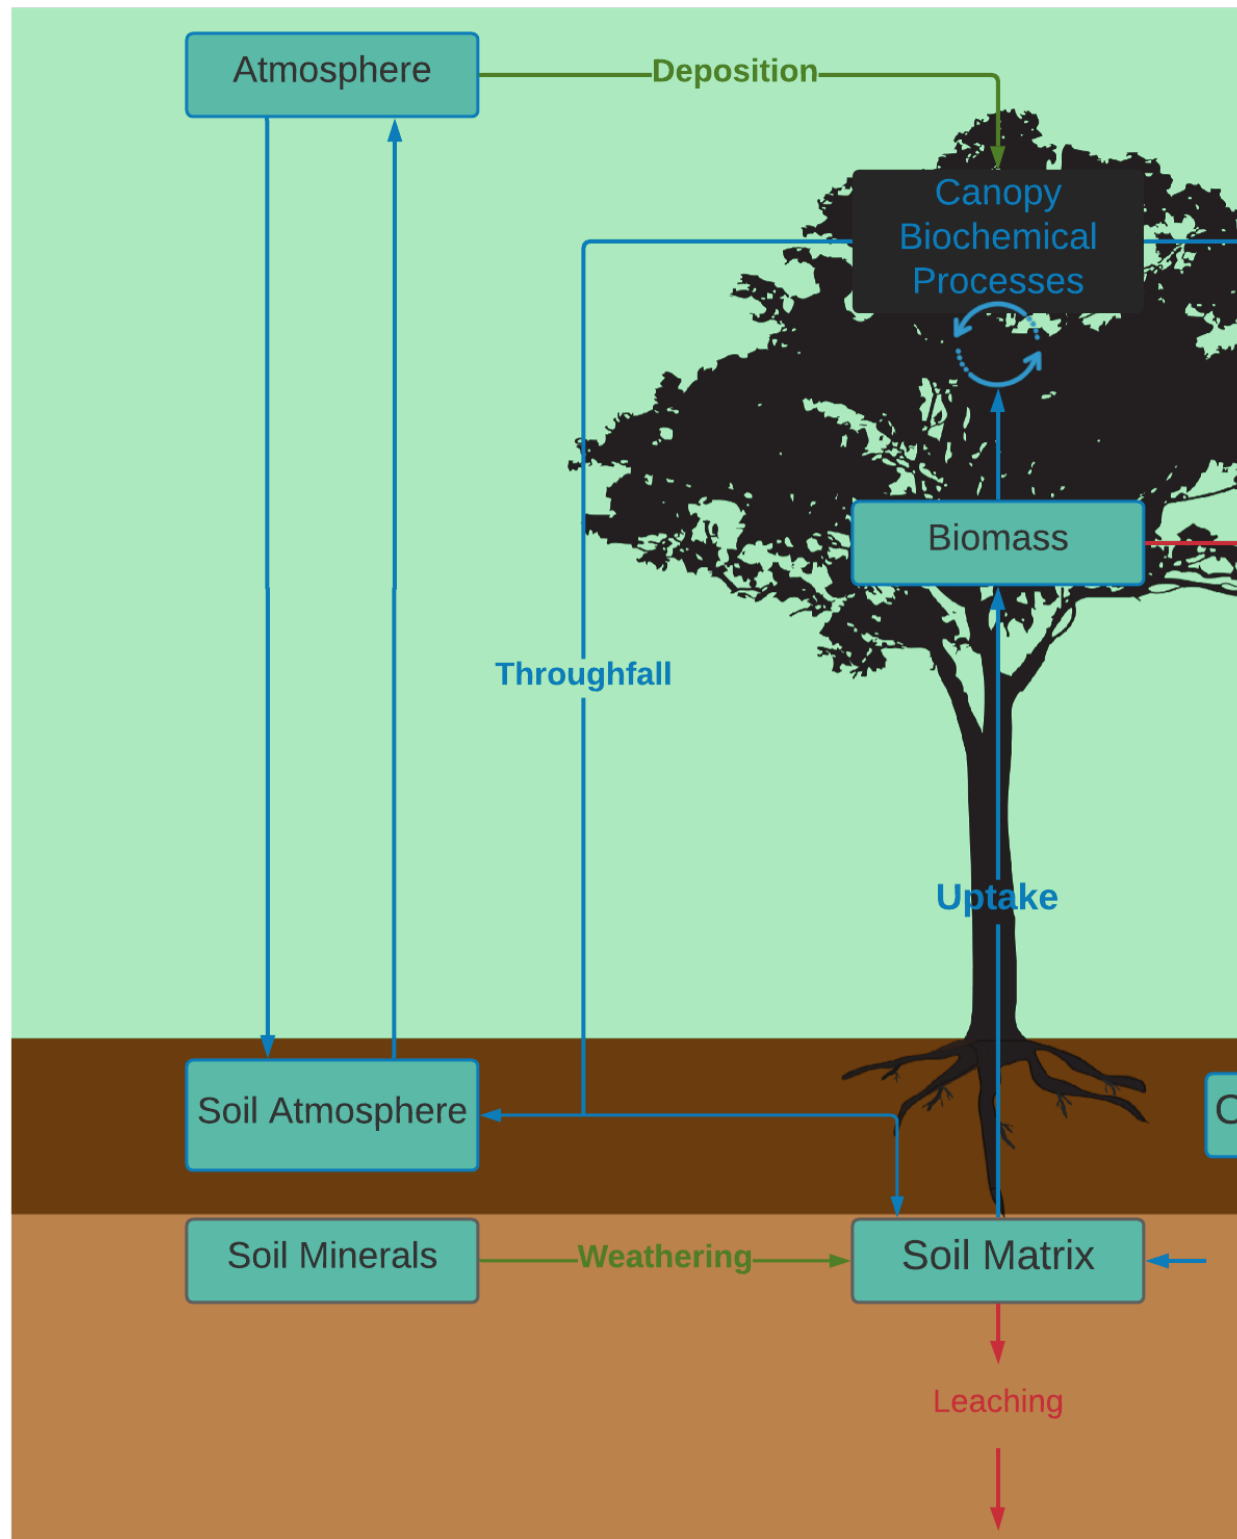 Atmosphere
Deposition
Canopy
Biochemical
Processes
Biomass
Throughfall
Uptake
Soil Atmosphere
Soil Minerals
Weathering
Soil Matrix
Leaching